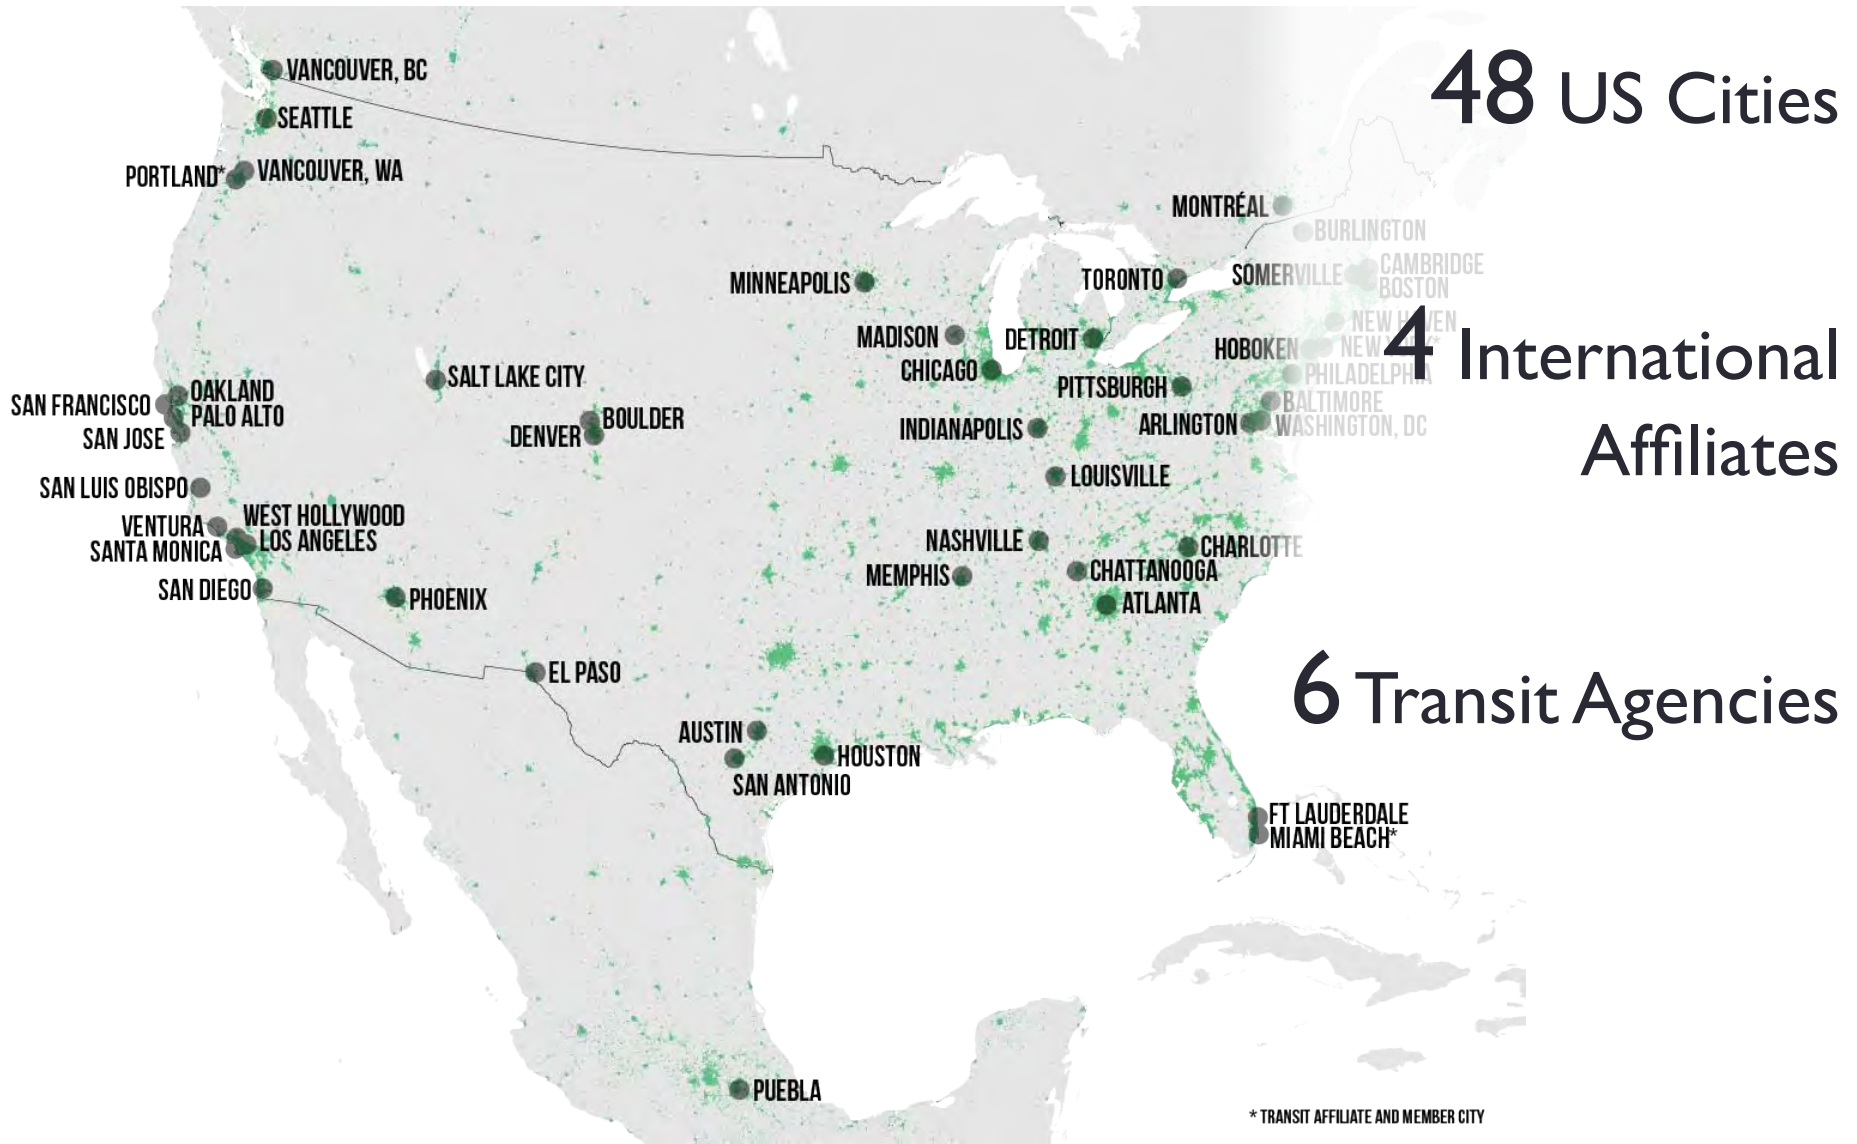 48 US Cities
VANCOUVER, BC
SEATTLE
PORTLAND*
VANCOUVER, WA
MONTRÉAL
BURLINGTON
MINNEAPOLIS
TORONTO
SOMERVILLE
CAMBRIDGE
BOSTON
4 International
Affiliates
MADISON
DETROIT
NEW HAVEN
HOBOKEN
NEW YORK*
CHICAGO
PITTSBURGH
PHILADELPHIA
SALT LAKE CITY
OAKLAND
SAN FRANCISCO
PALO ALTO
SAN JOSE
BOULDER
DENVER
INDIANAPOLIS
ARLINGTON
BALTIMORE
WASHINGTON, DC
LOUISVILLE
SAN LUIS OBISPO
VENTURA
WEST HOLLYWOOD
LOS ANGELES
SANTA MONICA
NASHVILLE
CHARLOTTE
MEMPHIS
CHATTANOOGA
SAN DIEGO
PHOENIX
ATLANTA
EL PASO
6 Transit Agencies
AUSTIN
HOUSTON
SAN ANTONIO
FT LAUDERDALE
MIAMI BEACH*
PUEBLA
* TRANSIT AFFILIATE AND MEMBER CITY